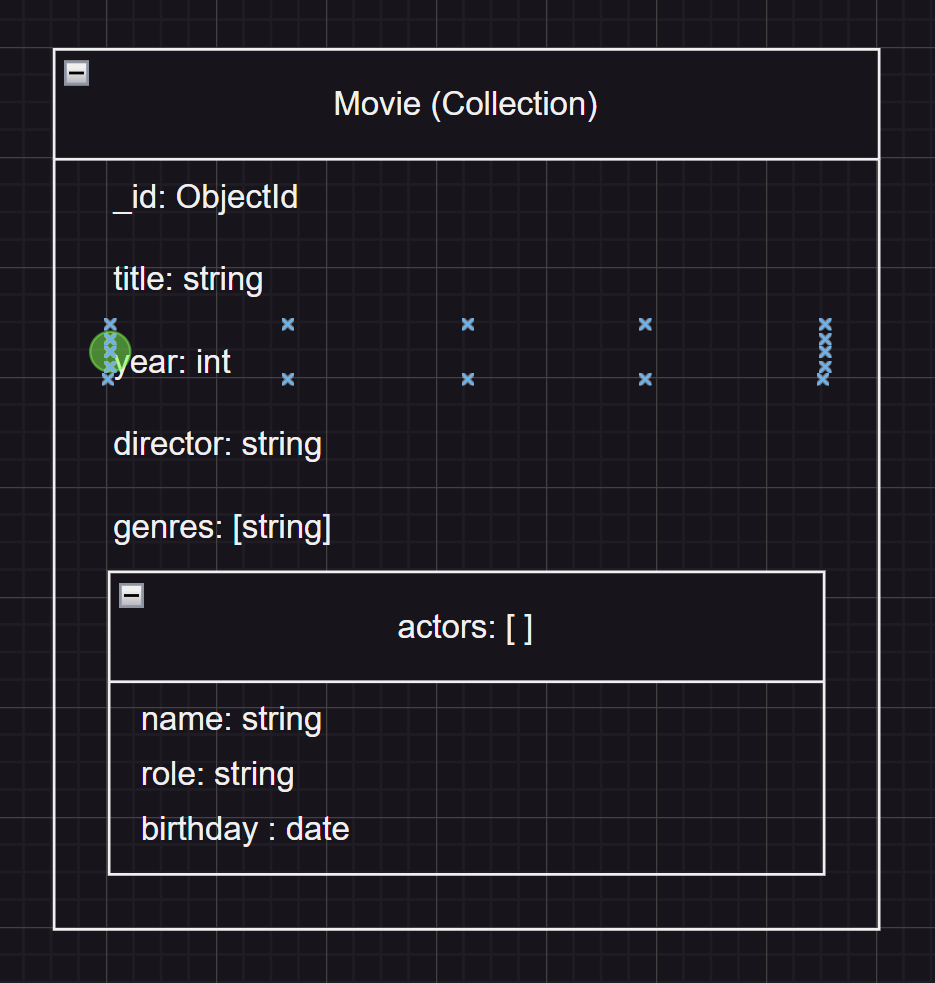 Movie (Collection)
_id: ObjectId
title: string
year: int
director: string
genres: [string]
actors: [ ]
name: string
role: string
birthday : date